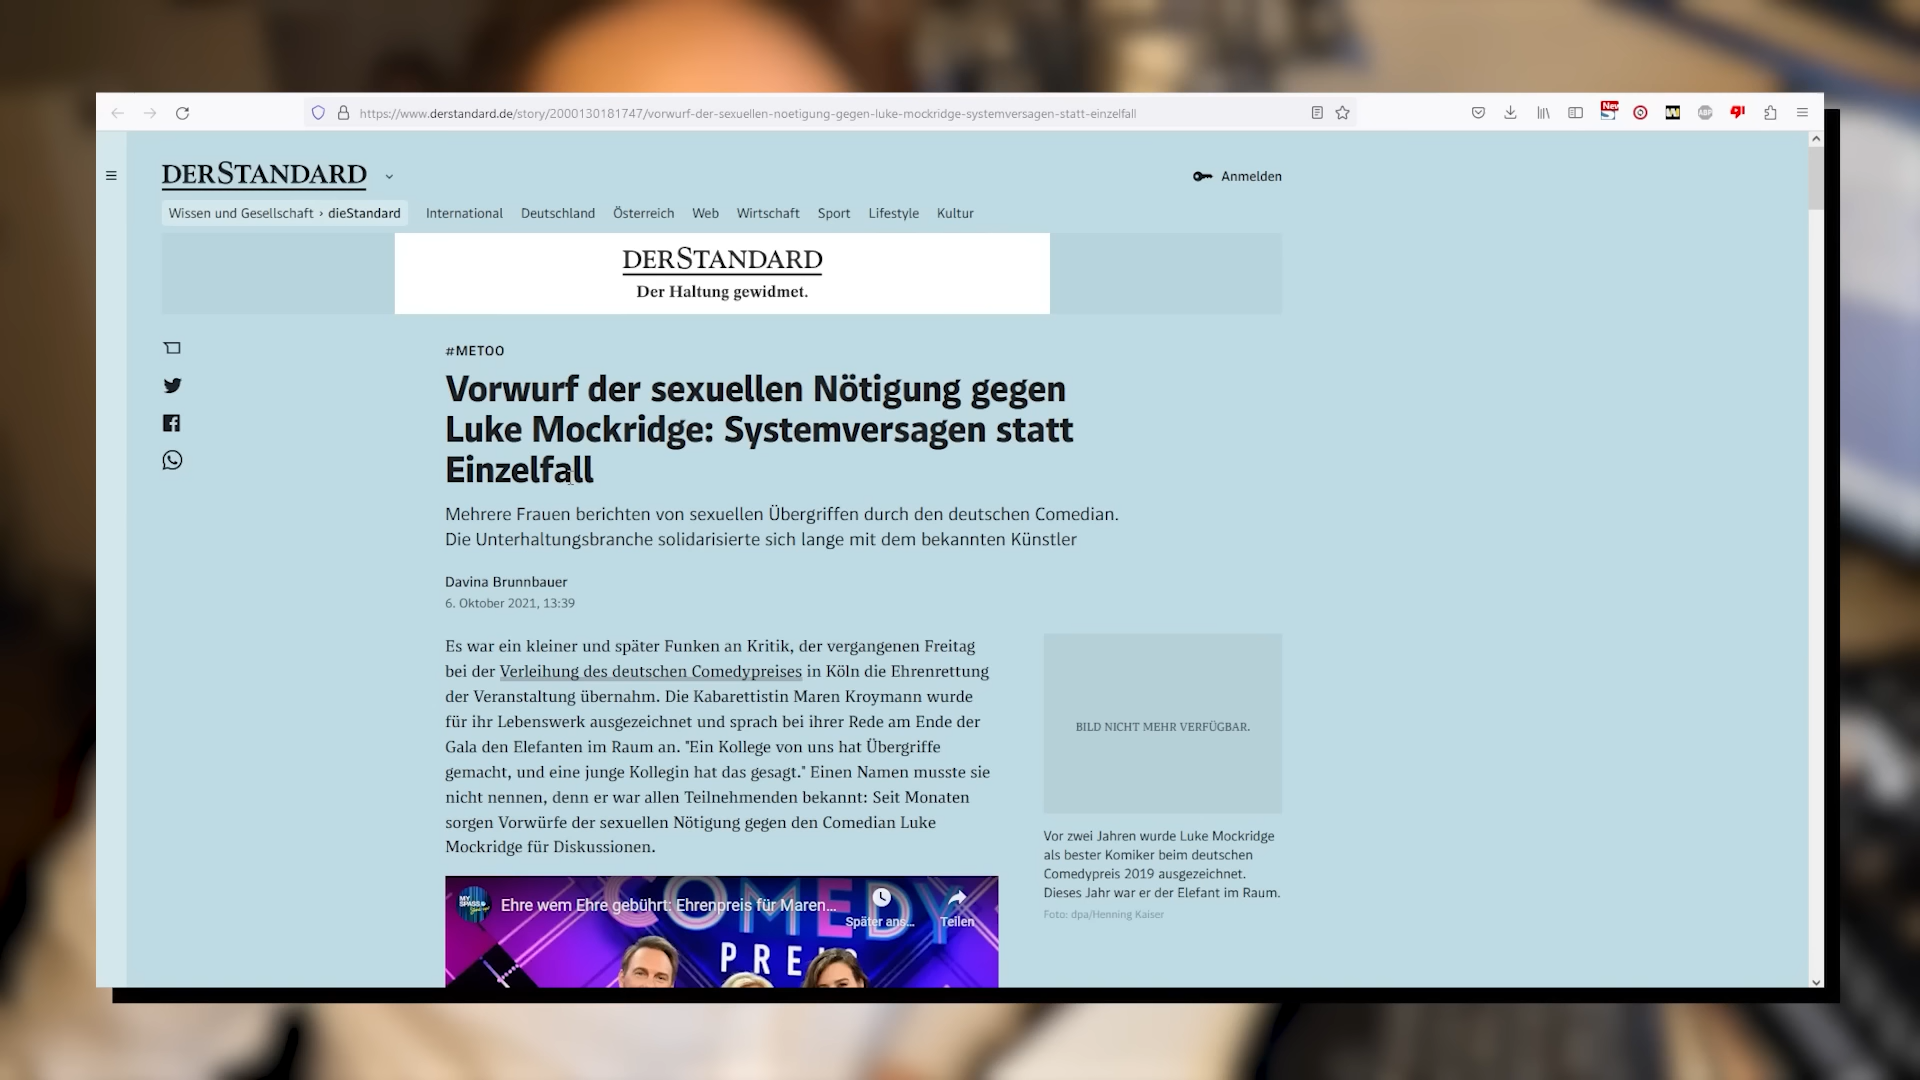 https://www.derstandard.de/story/2000130181747/vorwurf-der-sexuellen-noetigung-gegen-luke-mockridge-systemversagen-statt-einzelfall
New
ABP
DERSTANDARD
Anmelden
Wissen und Gesellschaft › dieStandard International Deutschland Österreich Web Wirtschaft Sport Lifestyle Kultur
DERSTANDARD
Der Haltung gewidmet.
#METOO
Vorwurf der sexuellen Nötigung gegen
Luke Mockridge: Systemversagen statt
Einzelfall
Mehrere Frauen berichten von sexuellen Übergriffen durch den deutschen Comedian.
Die Unterhaltungsbranche solidarisierte sich lange mit dem bekannten Künstler
Davina Brunnbauer
6. Oktober 2021, 13:39
Es war ein kleiner und später Funken an Kritik, der vergangenen Freitag
bei der Verleihung des deutschen Comedypreises in Köln die Ehrenrettung
der Veranstaltung übernahm. Die Kabarettistin Maren Kroymann wurde
für ihr Lebenswerk ausgezeichnet und sprach bei ihrer Rede am Ende der
Gala den Elefanten im Raum an. "Ein Kollege von uns hat Übergriffe
gemacht, und eine junge Kollegin hat das gesagt." Einen Namen musste sie
nicht nennen, denn er war allen Teilnehmenden bekannt: Seit Monaten
sorgen Vorwürfe der sexuellen Nötigung gegen den Comedian Luke
Mockridge für Diskussionen.
BILD NICHT MEHR VERFÜGBAR.
Vor zwei Jahren wurde Luke Mockridge
als bester Komiker beim deutschen
Comedypreis 2019 ausgezeichnet.
Dieses Jahr war er der Elefant im Raum.
Foto: dpa/Henning Kaiser
MY SPASS
Ehre wem Ehre gebührt: Ehrenpreis für Maren...
Später ans...
Teilen
COMEDY
PREIS